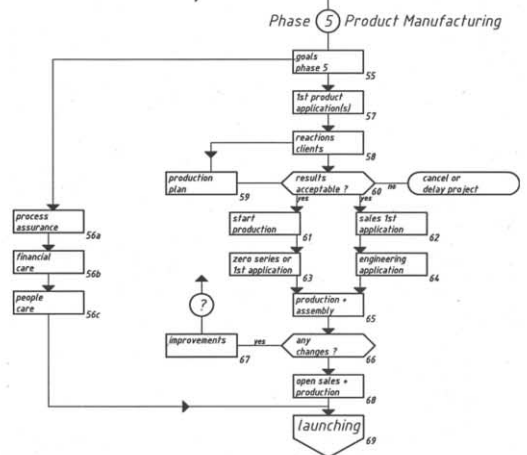 Phase 5 Product Manufacturing
goals
phase 5
55
1st product
application(s)
57
reactions
clients
58
production
plan
59
results
acceptable ?
60
no
cancel or
delay project
yes
yes
process
assurance
56a
start
production
61
sales 1st
application
62
financial
care
56b
zero series or
1st application
63
engineering
application
64
people
care
56c
?
production +
assembly
65
improvements
67
yes
any
changes ?
66
open sales +
production
68
launching
69